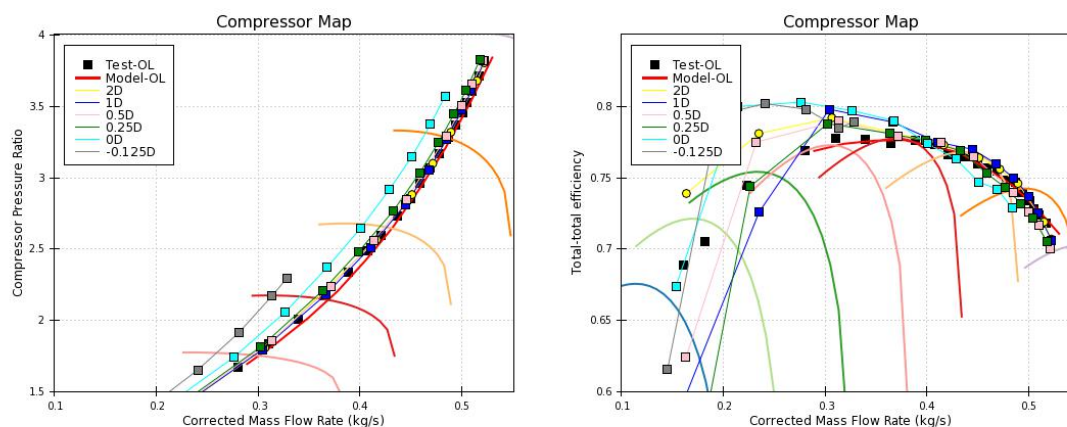 Compressor Map
4
3.5
3
2.5
2
1.5
Compressor Pressure Ratio
Test-OL
Model-OL
2D
1D
0.5D
0.25D
0D
-0.125D
0.1
0.2
0.3
0.4
0.5
Corrected Mass Flow Rate (kg/s)
Compressor Map
0.8
0.75
0.7
0.65
0.6
Total-total efficiency
Test-OL
Model-OL
2D
1D
0.5D
0.25D
0D
-0.125D
0.1
0.2
0.3
0.4
0.5
Corrected Mass Flow Rate (kg/s)